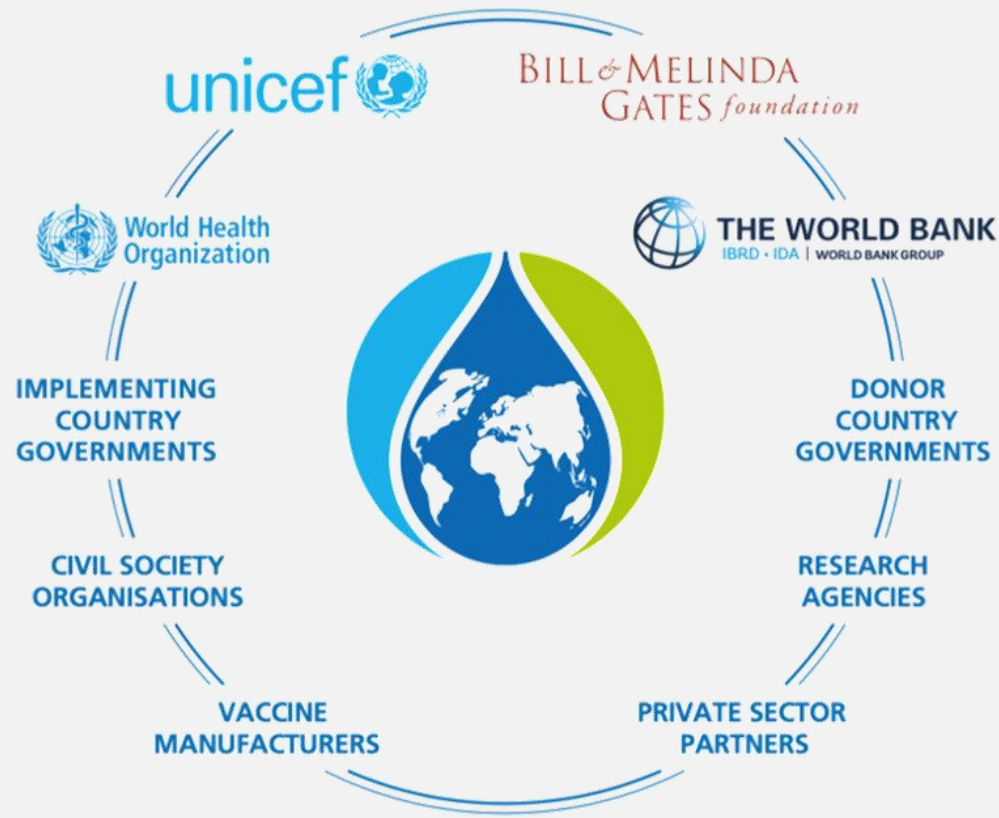 unicef
BILL & MELINDA
GATES foundation
World Health
Organization
THE WORLD BANK
IBRD • IDA | WORLD BANK GROUP
IMPLEMENTING
COUNTRY
GOVERNMENTS
DONOR
COUNTRY
GOVERNMENTS
CIVIL SOCIETY
ORGANISATIONS
RESEARCH
AGENCIES
VACCINE
MANUFACTURERS
PRIVATE SECTOR
PARTNERS